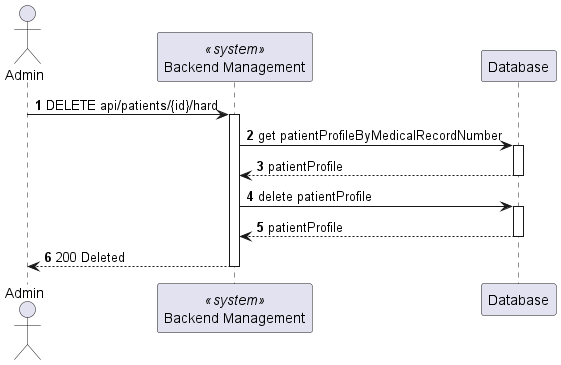 Admin
«system»
Backend Management
Database
1 DELETE api/patients/{id}/hard
2 get patientProfileByMedicalRecordNumber
3 patientProfile
4 delete patientProfile
5 patientProfile
6 200 Deleted
Admin
«system»
Backend Management
Database